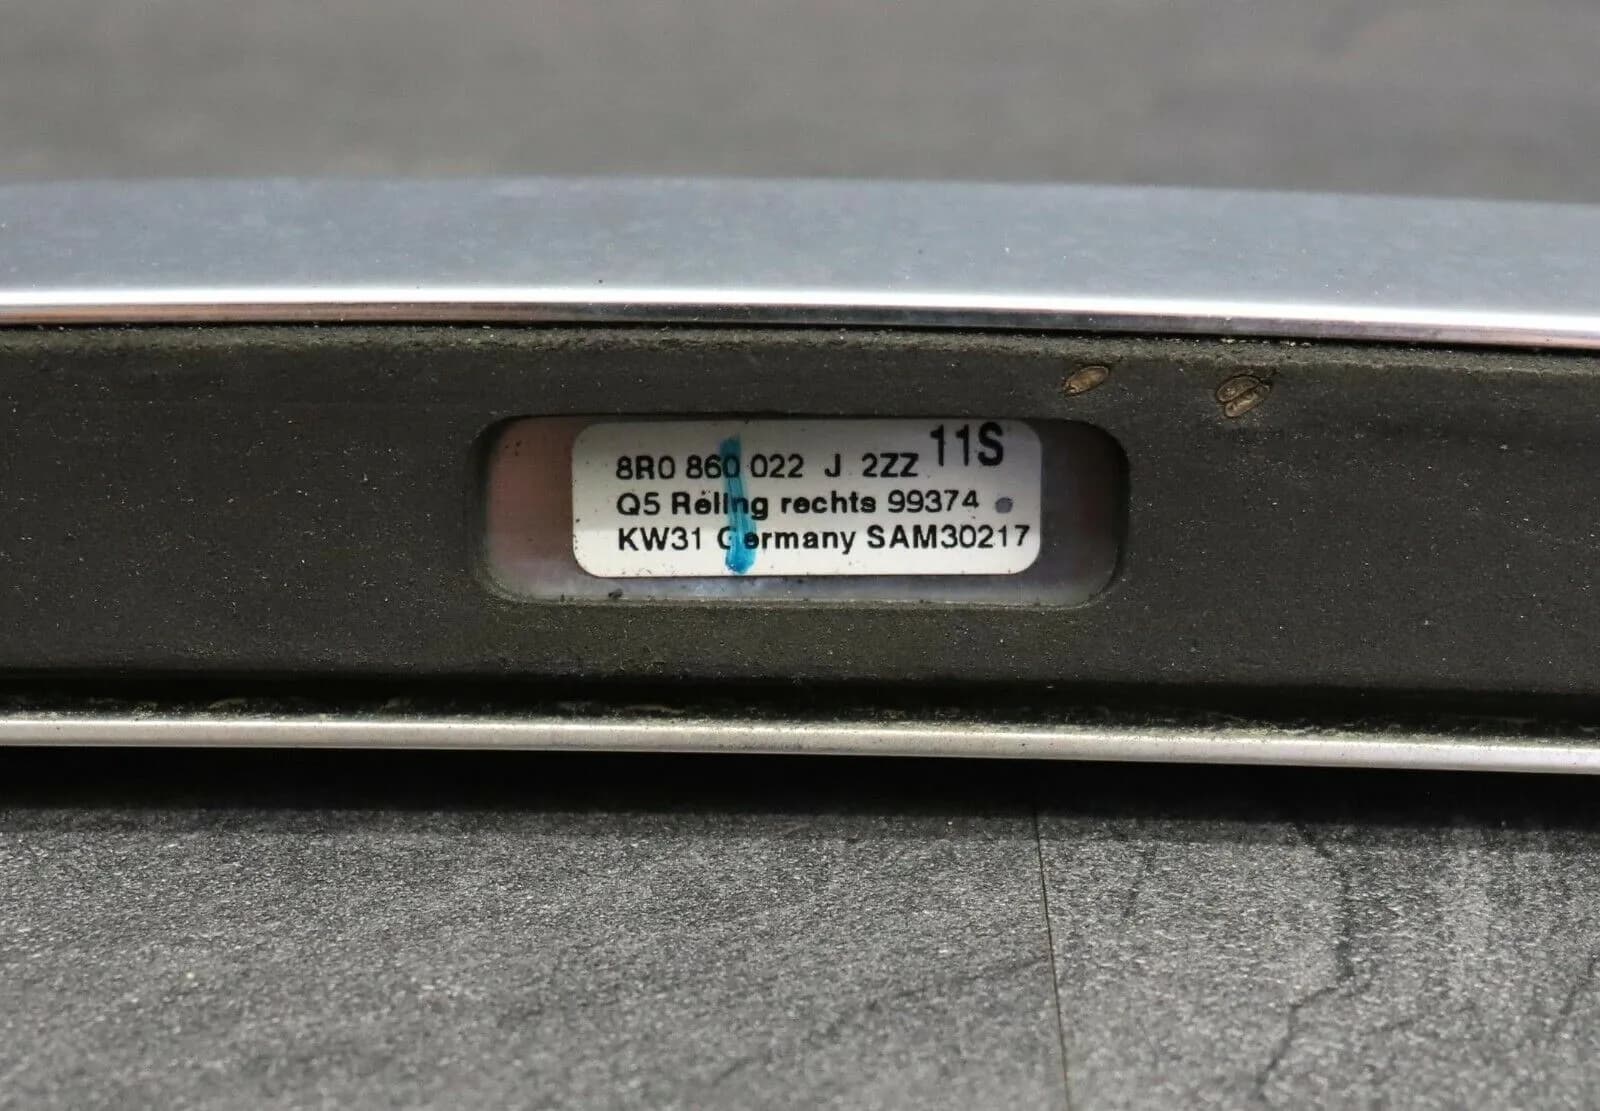 8R0 860 022 J 2ZZ 11S
Q5 Reling rechts 99374
KW31 Germany SAM30217